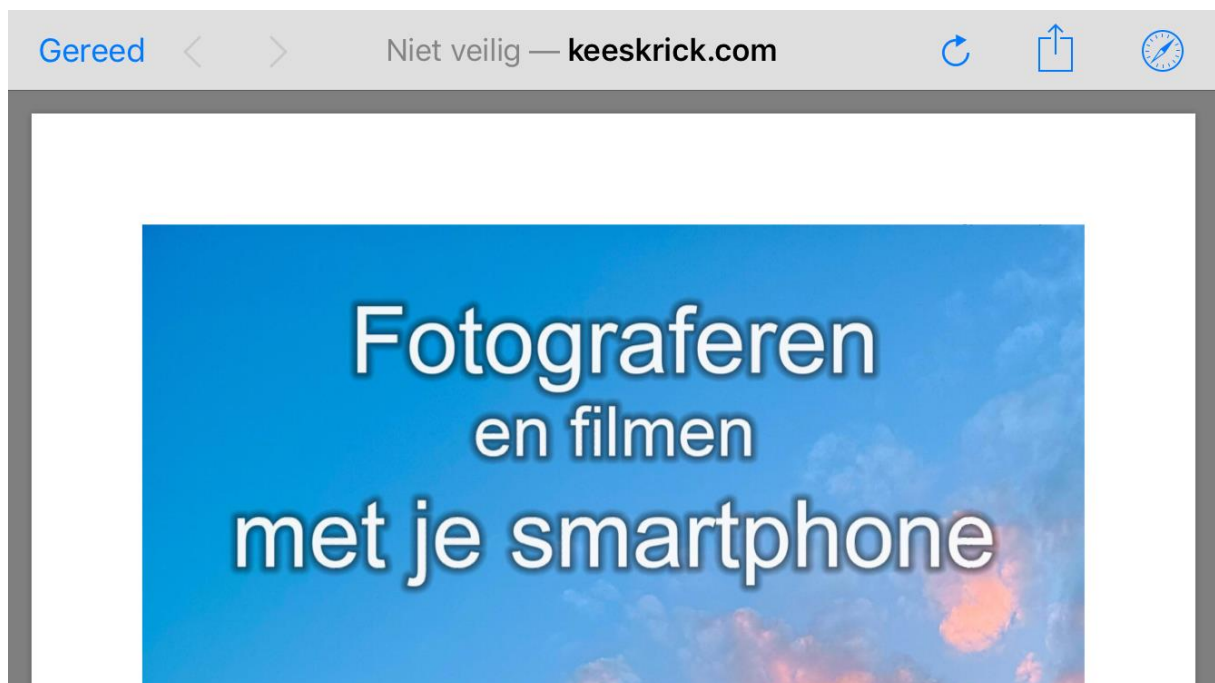 Gereed Niet veilig — keeskrick.com
Fotograferen
en filmen
met je smartphone